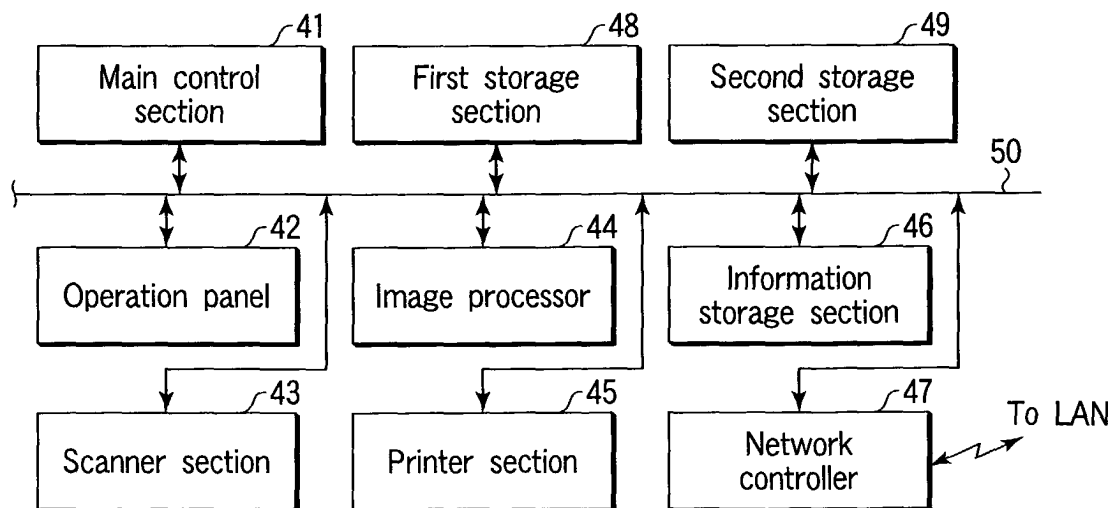 41
Main control
section
48
First storage
section
49
Second storage
section
50
42
Operation panel
44
Image processor
46
Information
storage section
43
Scanner section
45
Printer section
47
Network
controller
To LAN